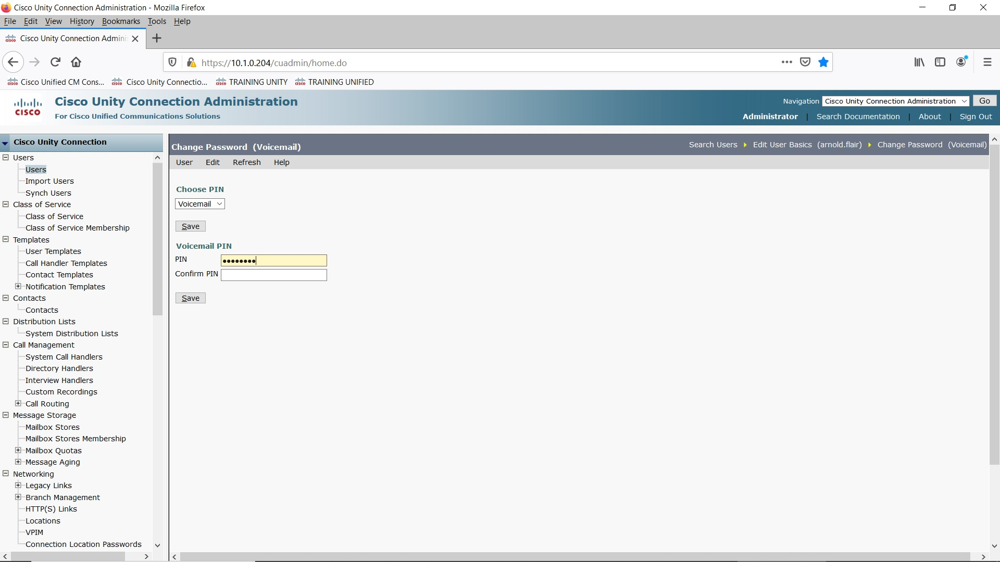 Cisco Unity Connection Administration - Mozilla Firefox
File Edit View History Bookmarks Tools Help
Cisco Unity Connection Admini
https://10.1.0.204/cuadmin/home.do
Cisco Unified CM Cons... Cisco Unity Connectio... TRAINING UNITY TRAINING UNIFIED
CISCO
Cisco Unity Connection Administration
For Cisco Unified Communications Solutions
Navigation Cisco Unity Connection Administration Go
Administrator | Search Documentation | About | Sign Out
Cisco Unity Connection
Users
Users
Import Users
Synch Users
Class of Service
Class of Service
Class of Service Membership
Templates
User Templates
Call Handler Templates
Contact Templates
Notification Templates
Contacts
Contacts
Distribution Lists
System Distribution Lists
Call Management
System Call Handlers
Directory Handlers
Interview Handlers
Custom Recordings
Call Routing
Message Storage
Mailbox Stores
Mailbox Stores Membership
Mailbox Quotas
Message Aging
Networking
Legacy Links
Branch Management
HTTP(S) Links
Locations
VPIM
Connection Location Passwords
Change Password (Voicemail)
Search Users Edit User Basics (arnold.flair) Change Password (Voicemail)
User Edit Refresh Help
Choose PIN
Voicemail
Save
Voicemail PIN
PIN ••••••••
Confirm PIN
Save